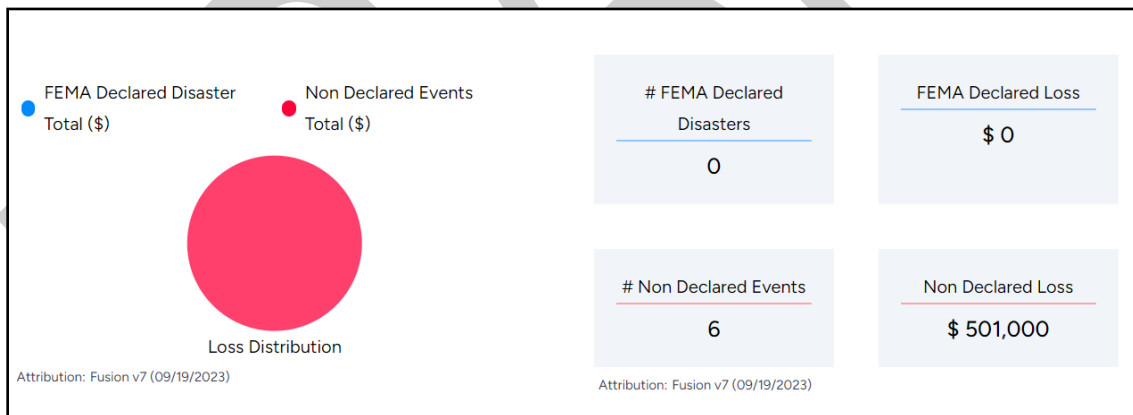 FEMA Declared Disaster
Total ($)
Non Declared Events
Total ($)
Loss Distribution
Attribution: Fusion v7 (09/19/2023)
# FEMA Declared
Disasters
0
FEMA Declared Loss
$ 0
# Non Declared Events
6
Non Declared Loss
$ 501,000
Attribution: Fusion v7 (09/19/2023)